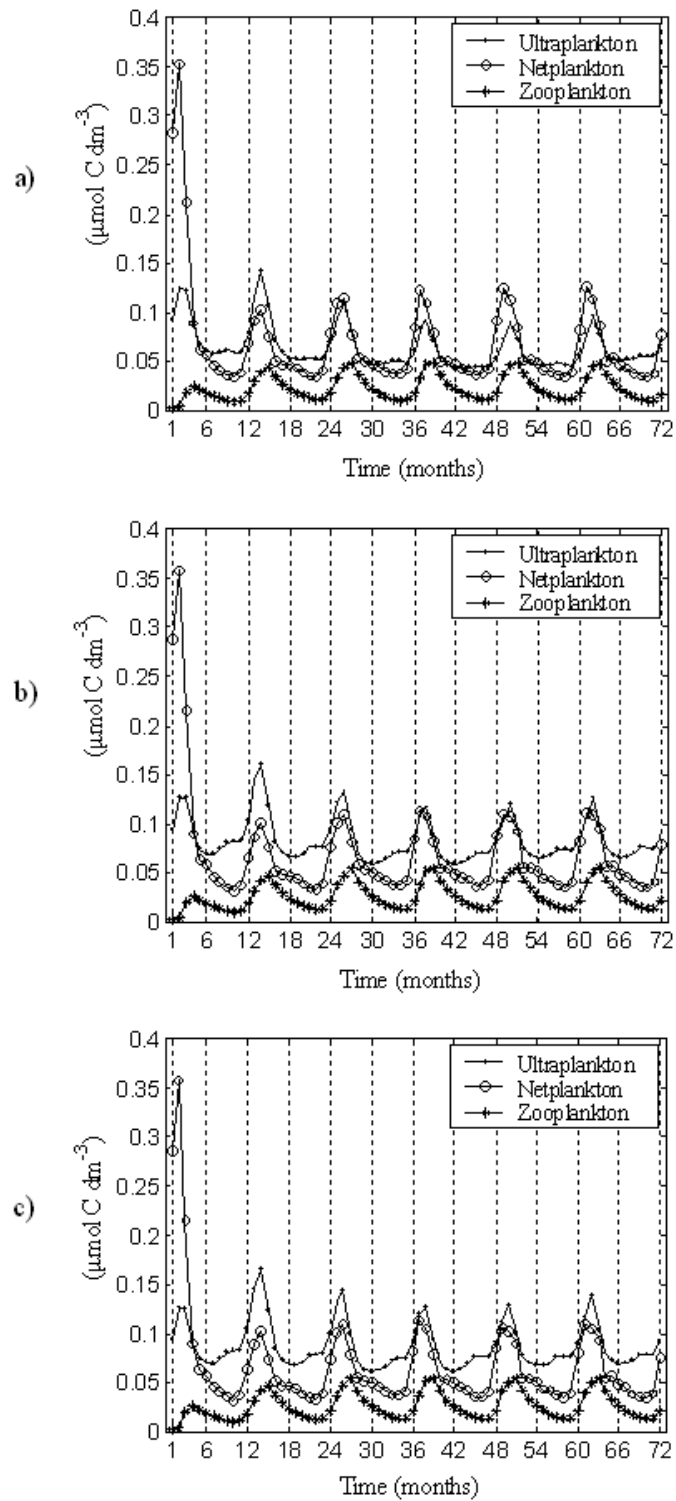 a)
(μmol C dm-3)
0.4
0.35
0.3
0.25
0.2
0.15
0.1
0.05
0
Ultraplankton
Netplankton
Zooplankton
1 6 12 18 24 30 36 42 48 54 60 66 72
Time (months)
b)
(μmol C dm-3)
0.4
0.35
0.3
0.25
0.2
0.15
0.1
0.05
0
Ultraplankton
Netplankton
Zooplankton
1 6 12 18 24 30 36 42 48 54 60 66 72
Time (months)
c)
(μmol C dm-3)
0.4
0.35
0.3
0.25
0.2
0.15
0.1
0.05
0
Ultraplankton
Netplankton
Zooplankton
1 6 12 18 24 30 36 42 48 54 60 66 72
Time (months)